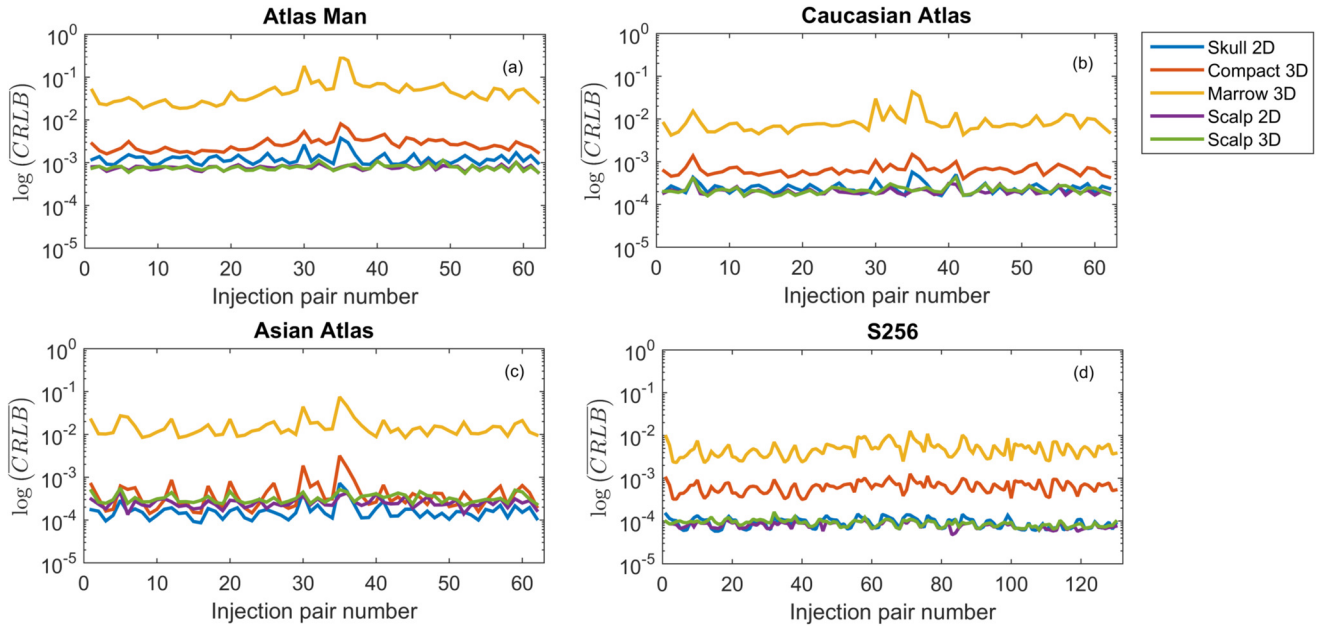 Atlas Man
(a)
10^0
10^-1
10^-2
10^-3
10^-4
10^-5
log (CRLB)
0 10 20 30 40 50 60
Injection pair number
Caucasian Atlas
(b)
10^0
10^-1
10^-2
10^-3
10^-4
10^-5
log (CRLB)
0 10 20 30 40 50 60
Injection pair number
Skull 2D
Compact 3D
Marrow 3D
Scalp 2D
Scalp 3D
Asian Atlas
(c)
10^0
10^-1
10^-2
10^-3
10^-4
10^-5
log (CRLB)
0 10 20 30 40 50 60
Injection pair number
S256
(d)
10^0
10^-1
10^-2
10^-3
10^-4
10^-5
log (CRLB)
0 20 40 60 80 100 120
Injection pair number